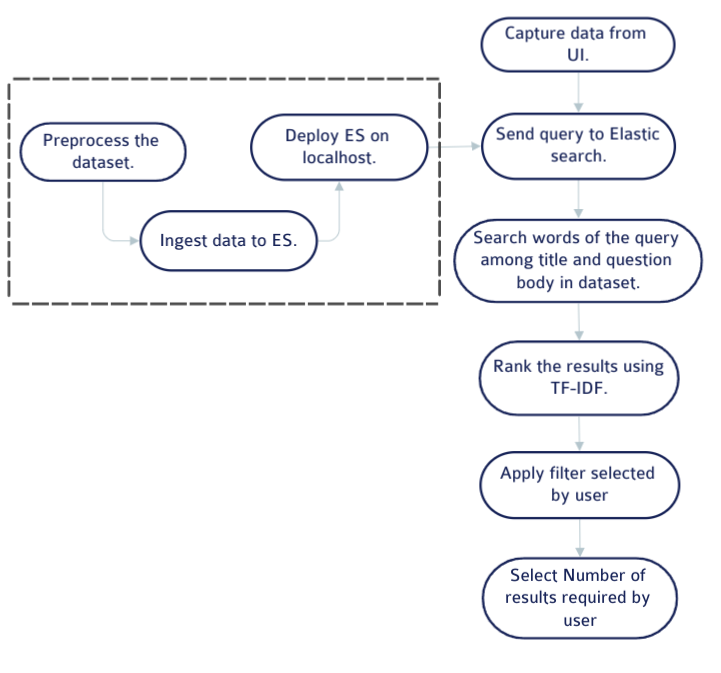 Capture data from
UI.
Preprocess the
dataset.
Deploy ES on
localhost.
Send query to Elastic
search.
Ingest data to ES.
Search words of the query
among title and question
body in dataset.
Rank the results using
TF-IDF.
Apply filter selected
by user
Select Number of
results required by
user